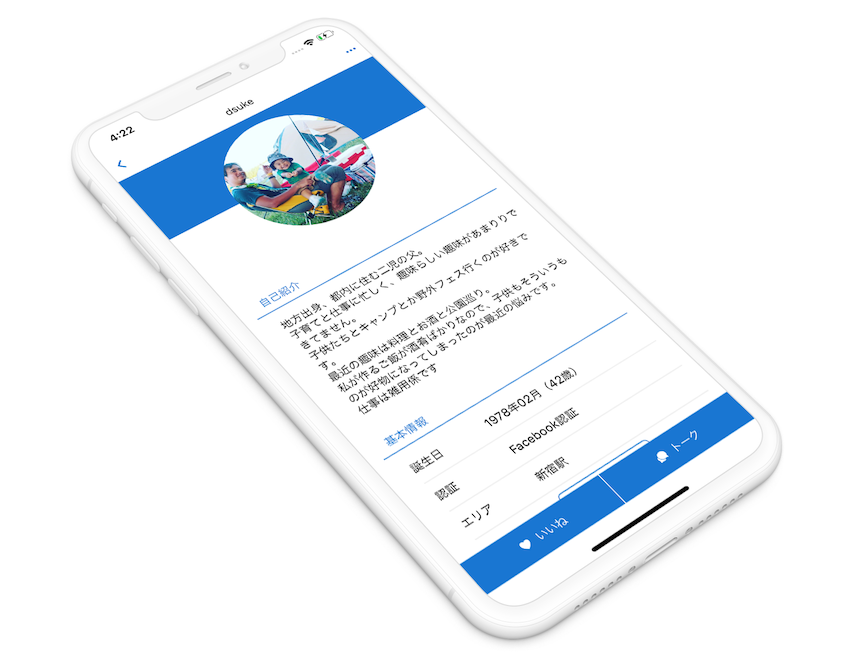 4:22
dsuke
自己紹介
地方出身、都内に住む二児の父。
子育てと仕事に忙しく、趣味らしい趣味があまりで
きてません。
子供たちとキャンプとか野外フェス行くのが好きで
す。
最近の趣味は料理とお酒と公園巡り。
私が作るご飯が酒肴ばかりなので、子供もそういうも
のが好物になってしまったのが最近の悩みです。
仕事は雑用係です
基本情報
誕生日 1978年02月（42歳）
認証 Facebook認証
エリア 新宿駅
いいね トーク